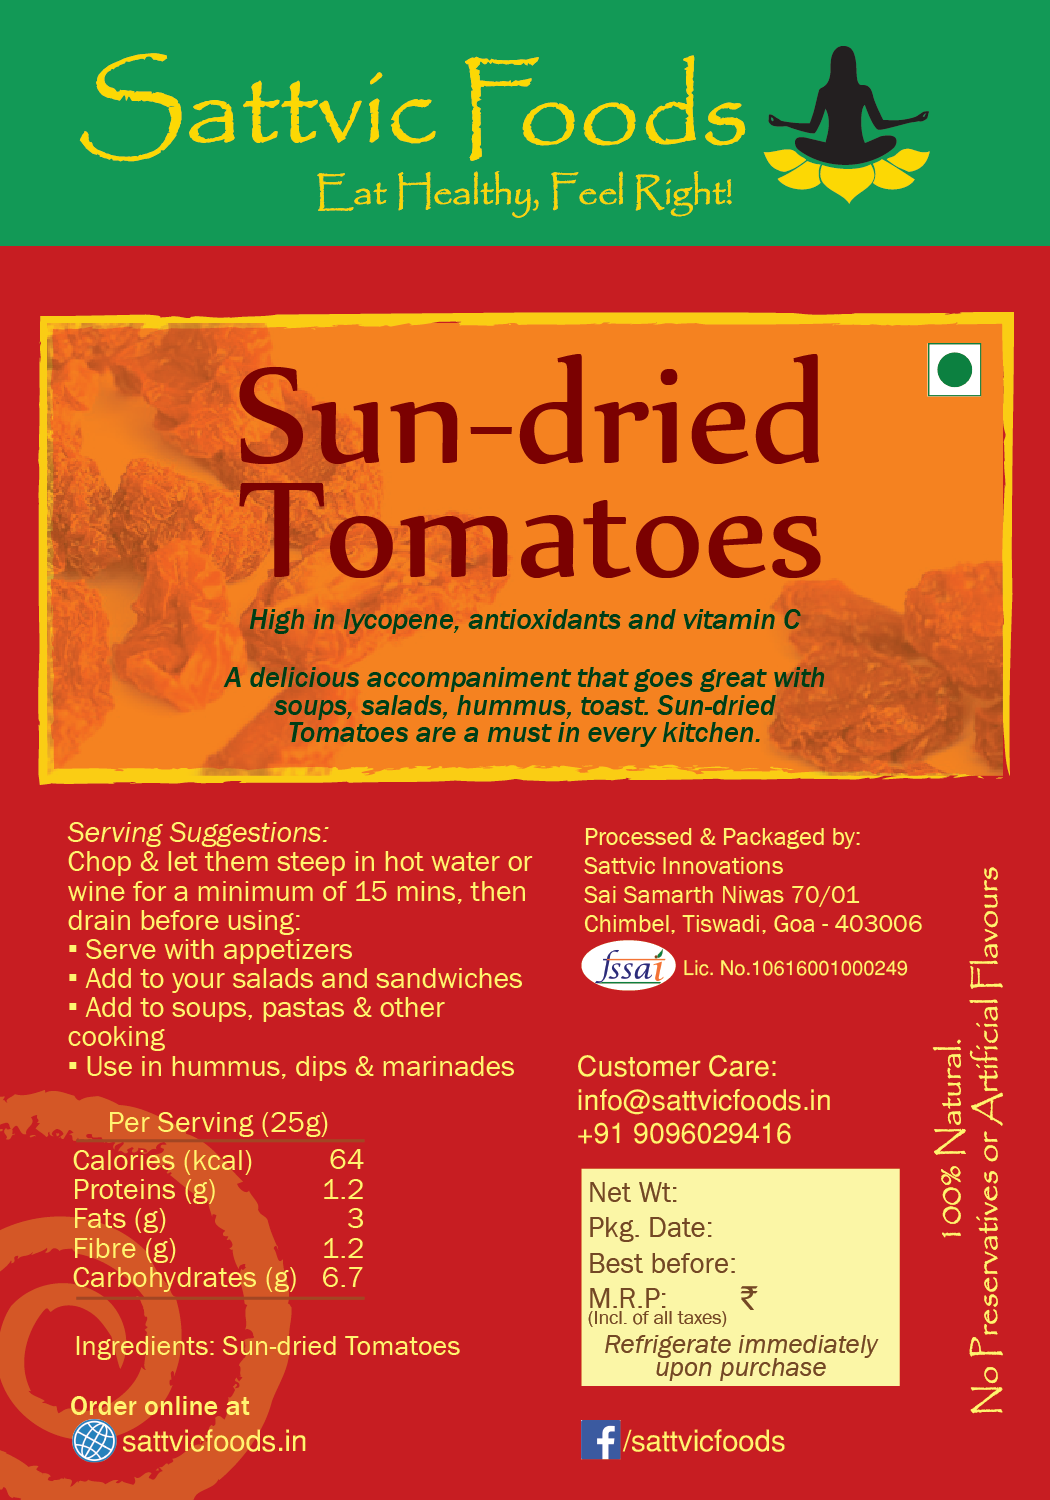 Sattvic Foods
Eat Healthy, Feel Right!
Sun-dried
Tomatoes
High in lycopene, antioxidants and vitamin C
A delicious accompaniment that goes great with
soups, salads, hummus, toast. Sun-dried
Tomatoes are a must in every kitchen.
Serving Suggestions:
Chop & let them steep in hot water or
wine for a minimum of 15 mins, then
drain before using:
▪ Serve with appetizers
▪ Add to your salads and sandwiches
▪ Add to soups, pastas & other
cooking
▪ Use in hummus, dips & marinades
Per Serving (25g)
Calories (kcal) 64
Proteins (g) 1.2
Fats (g) 3
Fibre (g) 1.2
Carbohydrates (g) 6.7
Ingredients: Sun-dried Tomatoes
Order online at
sattvicfoods.in
Processed & Packaged by:
Sattvic Innovations
Sai Samarth Niwas 70/01
Chimbel, Tiswadi, Goa - 403006
fssai Lic. No.10616001000249
Customer Care:
info@sattvicfoods.in
+91 9096029416
Net Wt:
Pkg. Date:
Best before:
M.R.P: ₹
(Incl. of all taxes)
Refrigerate immediately
upon purchase
f/sattvicfoods
100% Natural.
No Preservatives or Artificial Flavours